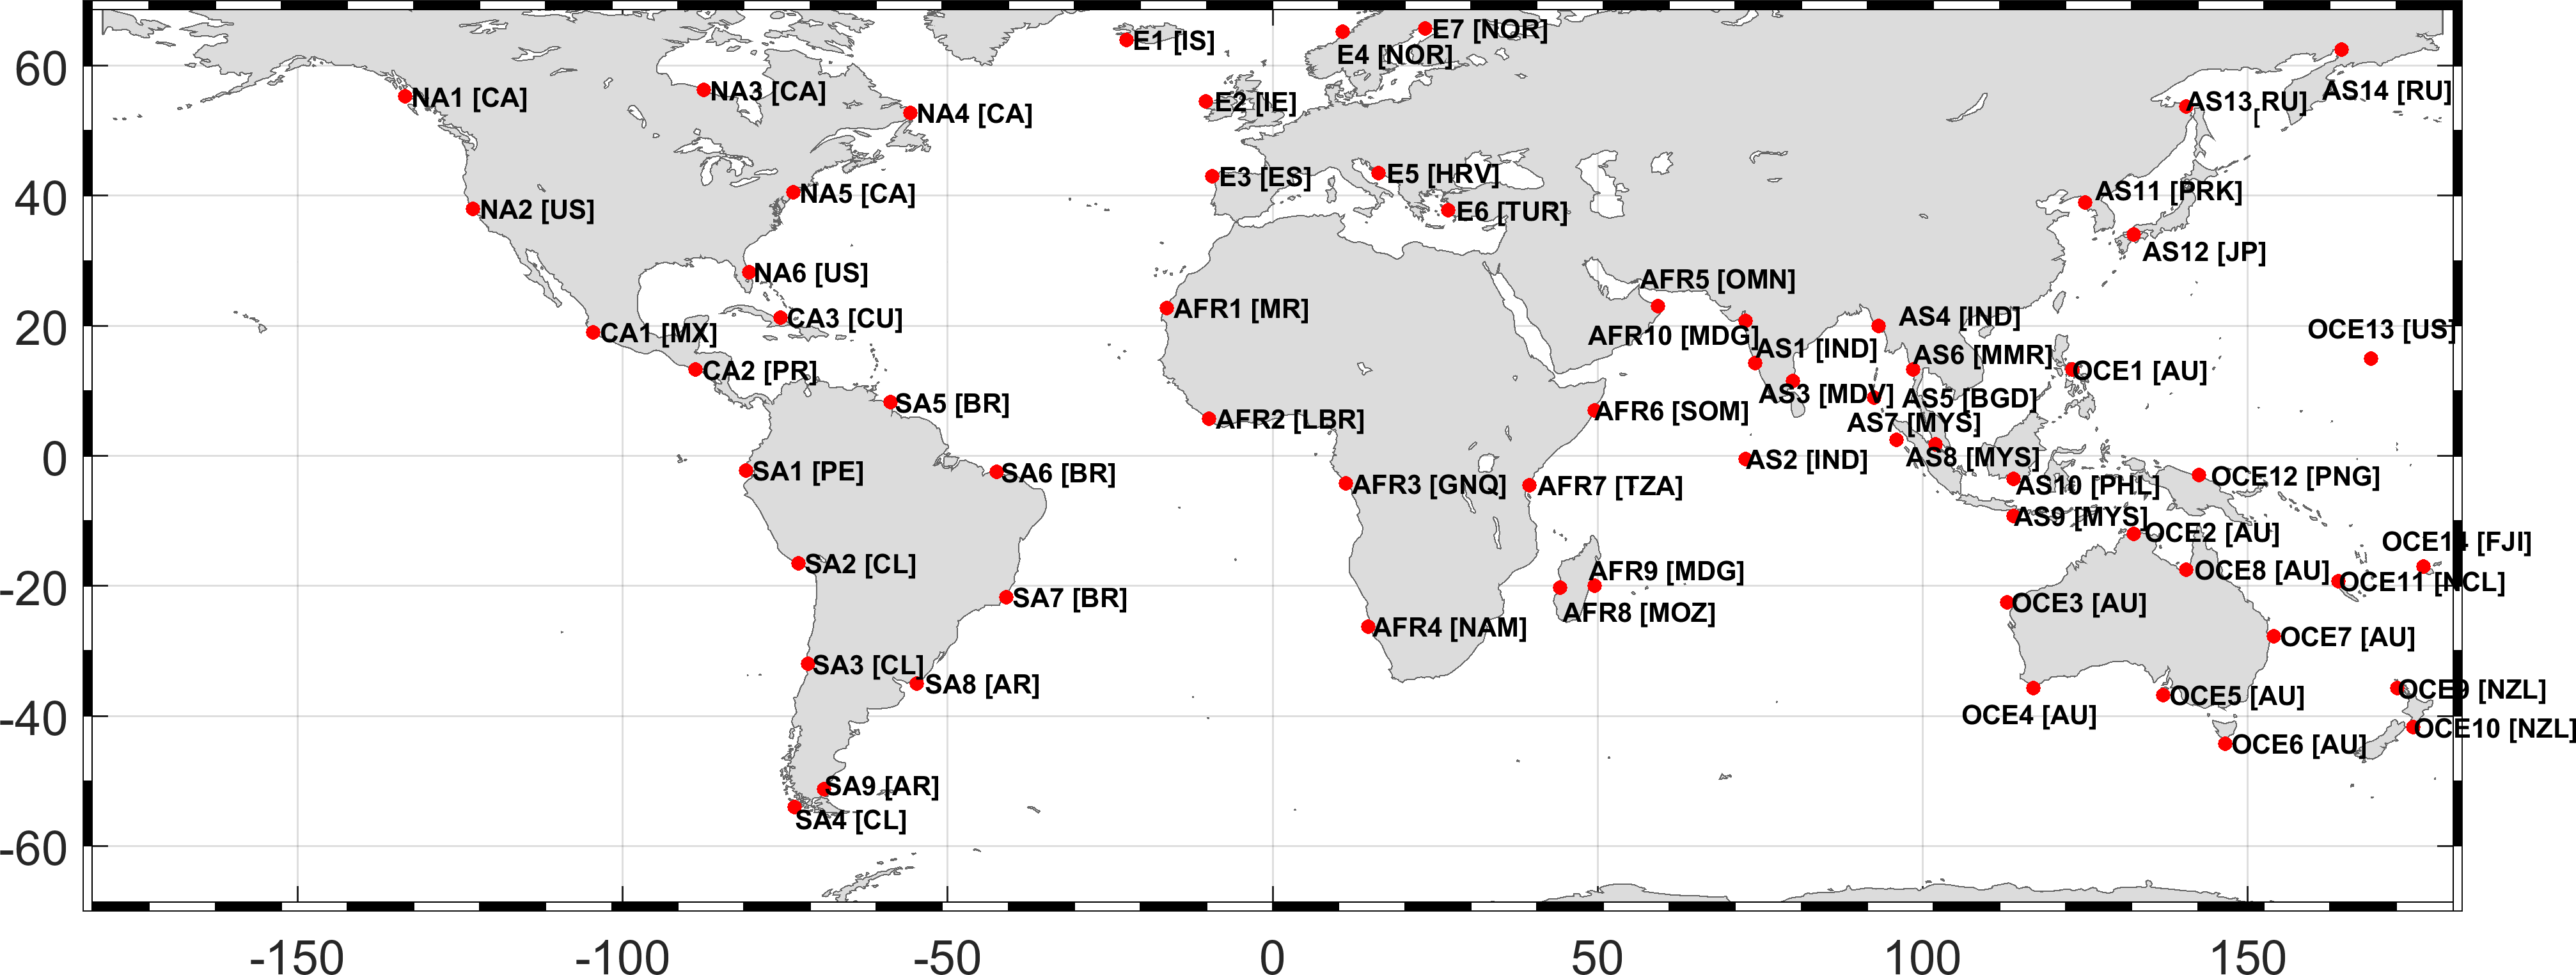 60
40
20
0
-20
-40
-60
E1 [IS]
E7 [NOR]
E4 [NOR]
NA1 [CA]
NA3 [CA]
NA4 [CA]
E2 [IE]
AS13 [RU]
AS14 [RU]
E3 [ES]
E5 [HRV]
NA5 [CA]
NA2 [US]
E6 [TUR]
AS11 [PRK]
AS12 [JP]
NA6 [US]
AFR5 [OMN]
AFR1 [MR]
CA3 [CU]
CA1 [MX]
AFR10 [MDG]
AS4 [IND]
OCE13 [US]
AS1 [IND]
AS6 [MMR]
CA2 [PR]
OCE1 [AU]
AS3 [MDV]
AS5 [BGD]
SA5 [BR]
AFR2 [LBR]
AFR6 [SOM]
AS7 [MYS]
AS2 [IND]
AS8 [MYS]
SA1 [PE]
SA6 [BR]
AFR3 [GNQ]
AFR7 [TZA]
AS10 [PHL]
OCE12 [PNG]
AS9 [MYS]
OCE2 [AU]
OCE14 [FJI]
SA2 [CL]
AFR9 [MDG]
OCE8 [AU]
OCE11 [NCL]
SA7 [BR]
AFR8 [MOZ]
OCE3 [AU]
AFR4 [NAM]
OCE7 [AU]
SA3 [CL]
SA8 [AR]
OCE4 [AU]
OCE5 [AU]
OCE9 [NZL]
OCE10 [NZL]
OCE6 [AU]
SA9 [AR]
SA4 [CL]
-150
-100
-50
0
50
100
150